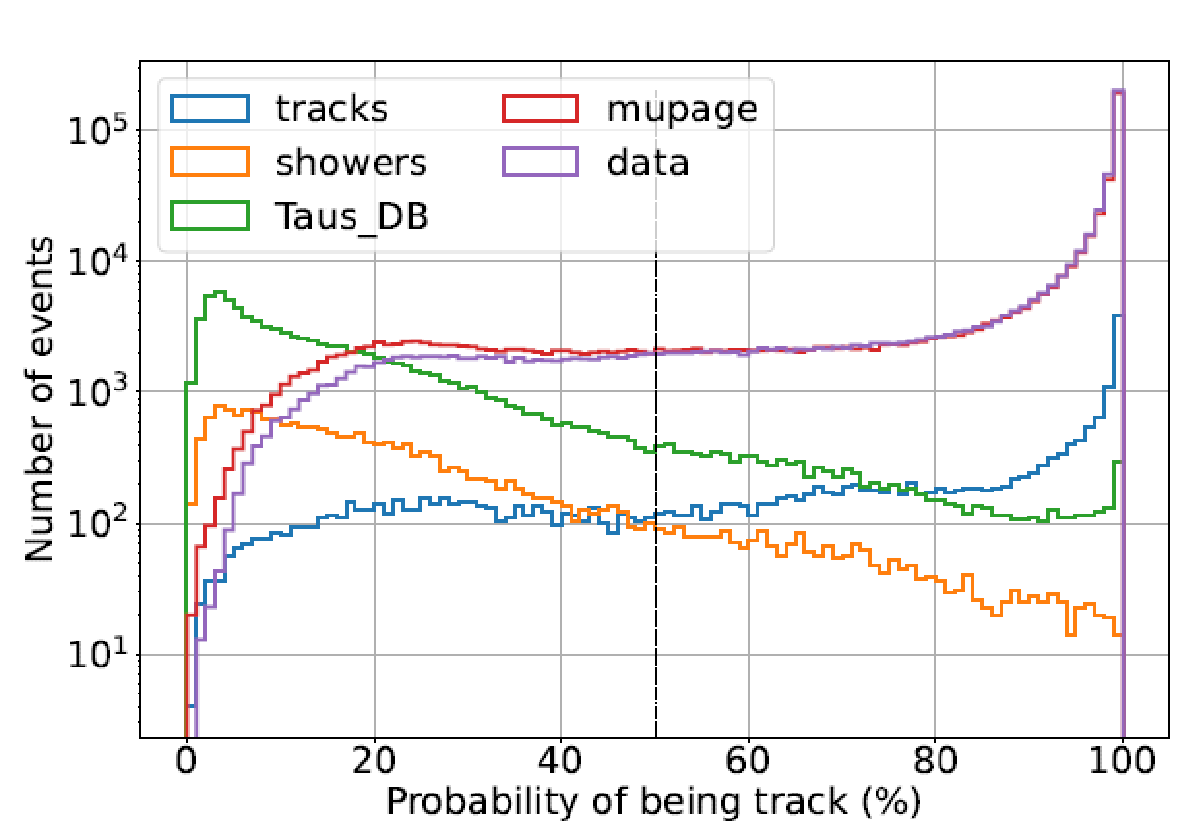 tracks
showers
Taus_DB
mupage
data
Number of events
10^5
10^4
10^3
10^2
10^1
0 20 40 60 80 100
Probability of being track (%)